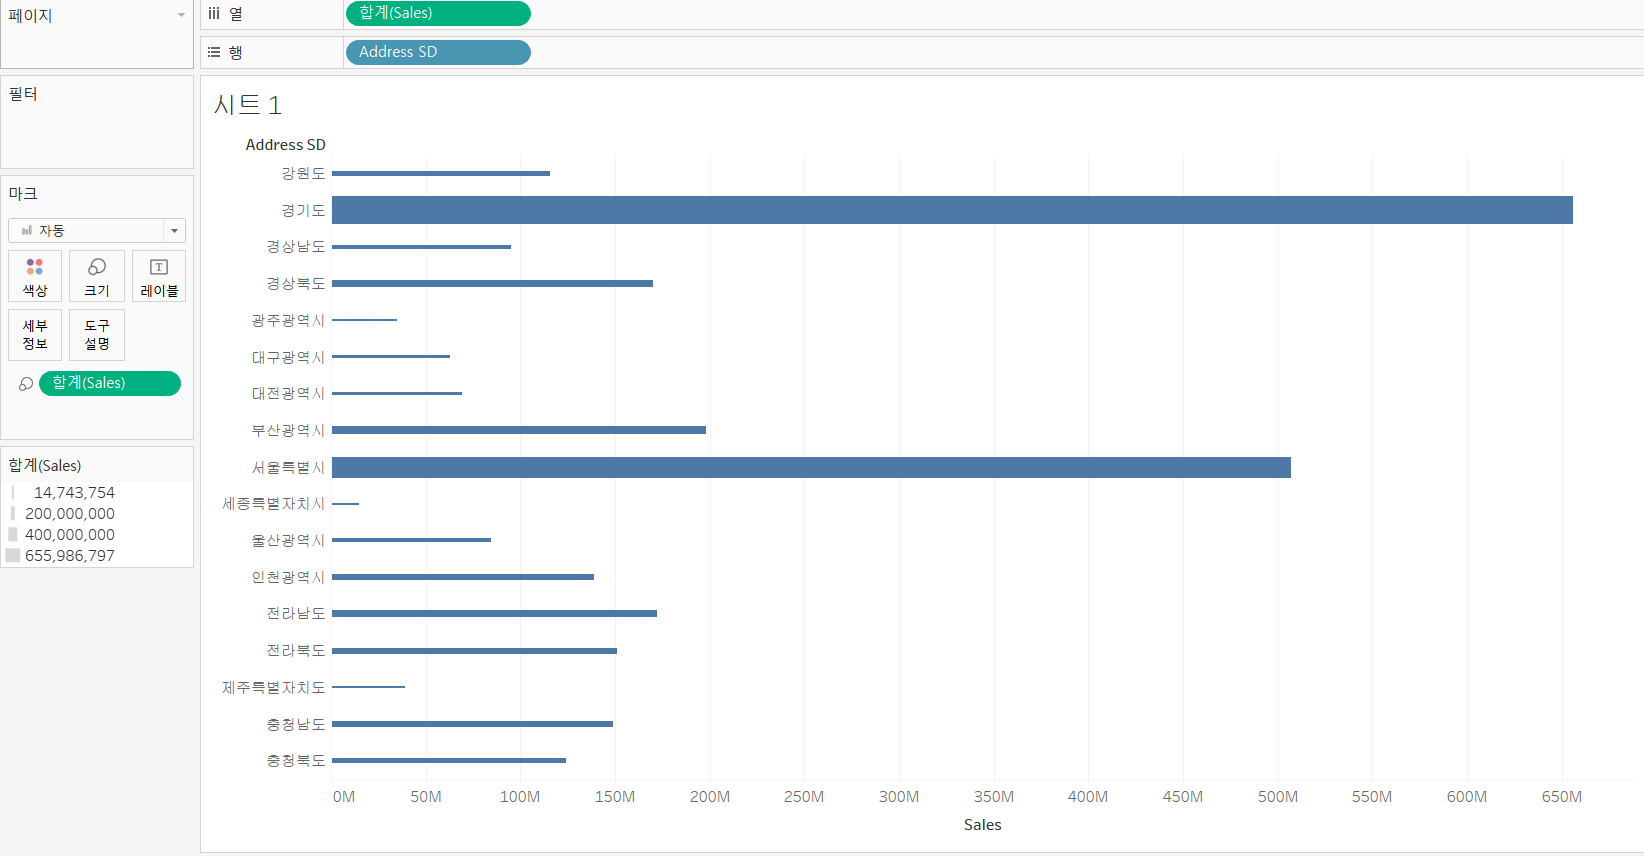 페이지
열
합계(Sales)
행
Address SD
필터
마크
자동
색상
크기
레이블
세부
정보
도구
설명
합계(Sales)
합계(Sales)
14,743,754
200,000,000
400,000,000
655,986,797
시트 1
Address SD
강원도
경기도
경상남도
경상북도
광주광역시
대구광역시
대전광역시
부산광역시
서울특별시
세종특별자치시
울산광역시
인천광역시
전라남도
전라북도
제주특별자치도
충청남도
충청북도
0M 50M 100M 150M 200M 250M 300M 350M 400M 450M 500M 550M 600M 650M
Sales